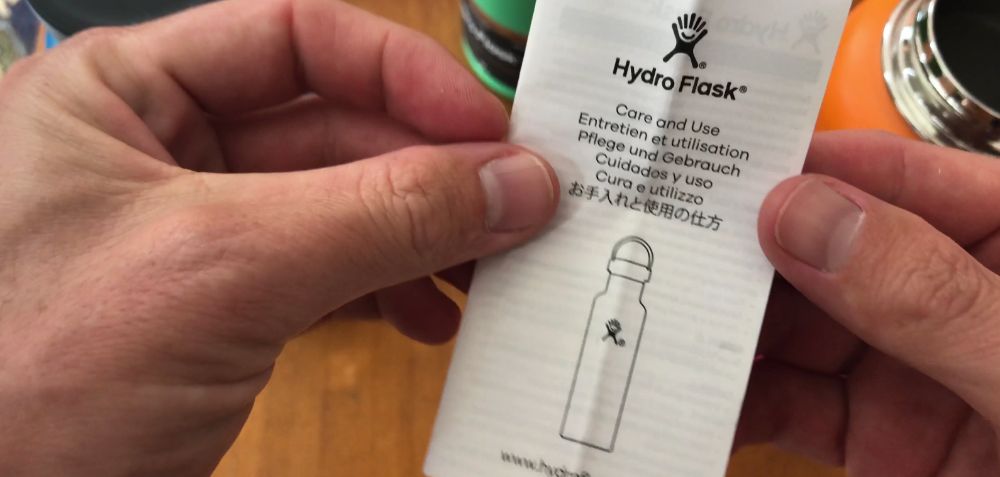 Hydro Flask®
Care and Use
Entretien et utilisation
Pflege und Gebrauch
Cuidados y uso
Cura e utilizzo
お手入れと使用の仕方